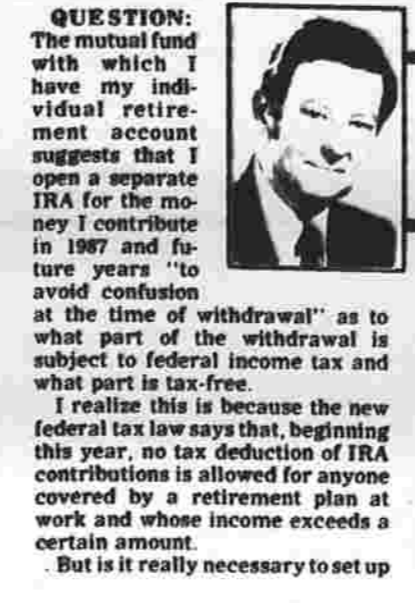 QUESTION:
The mutual fund
with which I
have my indi-
vidual retire-
ment account
suggests that I
open a separate
IRA for the mo-
ney I contribute
in 1987 and fu-
ture years "to
avoid confusion
at the time of withdrawal" as to
what part of the withdrawal is
subject to federal income tax and
what part is tax-free.
I realize this is because the new
federal tax law says that, beginning
this year, no tax deduction of IRA
contributions is allowed for anyone
covered by a retirement plan at
work and whose income exceeds a
certain amount.
But is it really necessary to set up